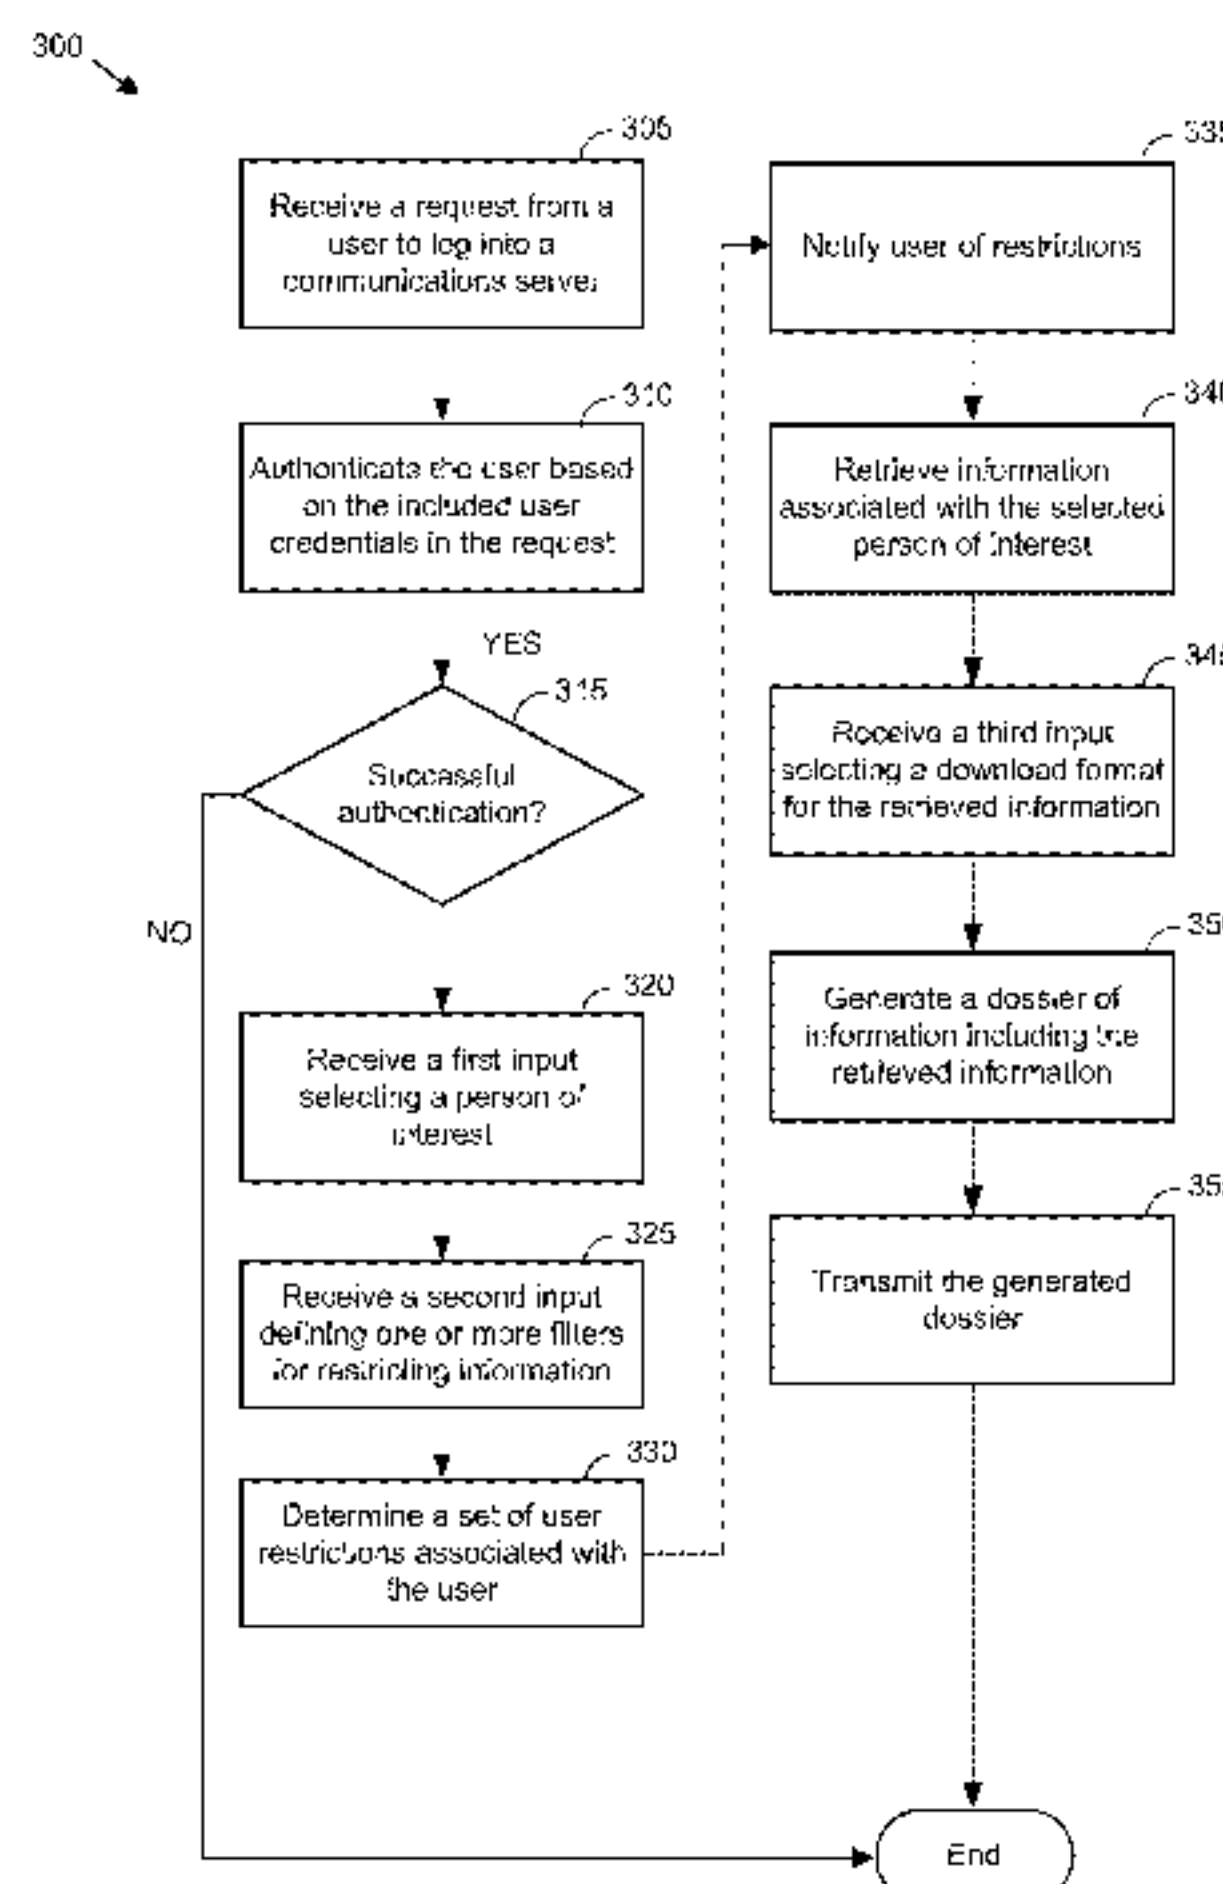 300
305
Receive a request from a
user to log into a
communications server
310
Authenticate the user based
on the included user
credentials in the request
YES
315
Successful
authentication?
NO
320
Receive a first input
selecting a person of
interest
325
Receive a second input
defining one or more filters
for restricting information
330
Determine a set of user
restrictions associated with
the user
335
Notify user of restrictions
340
Retrieve information
associated with the selected
person of interest
345
Receive a third input
selecting a download format
for the retrieved information
350
Generate a dossier of
information including the
retrieved information
355
Transmit the generated
dossier
End